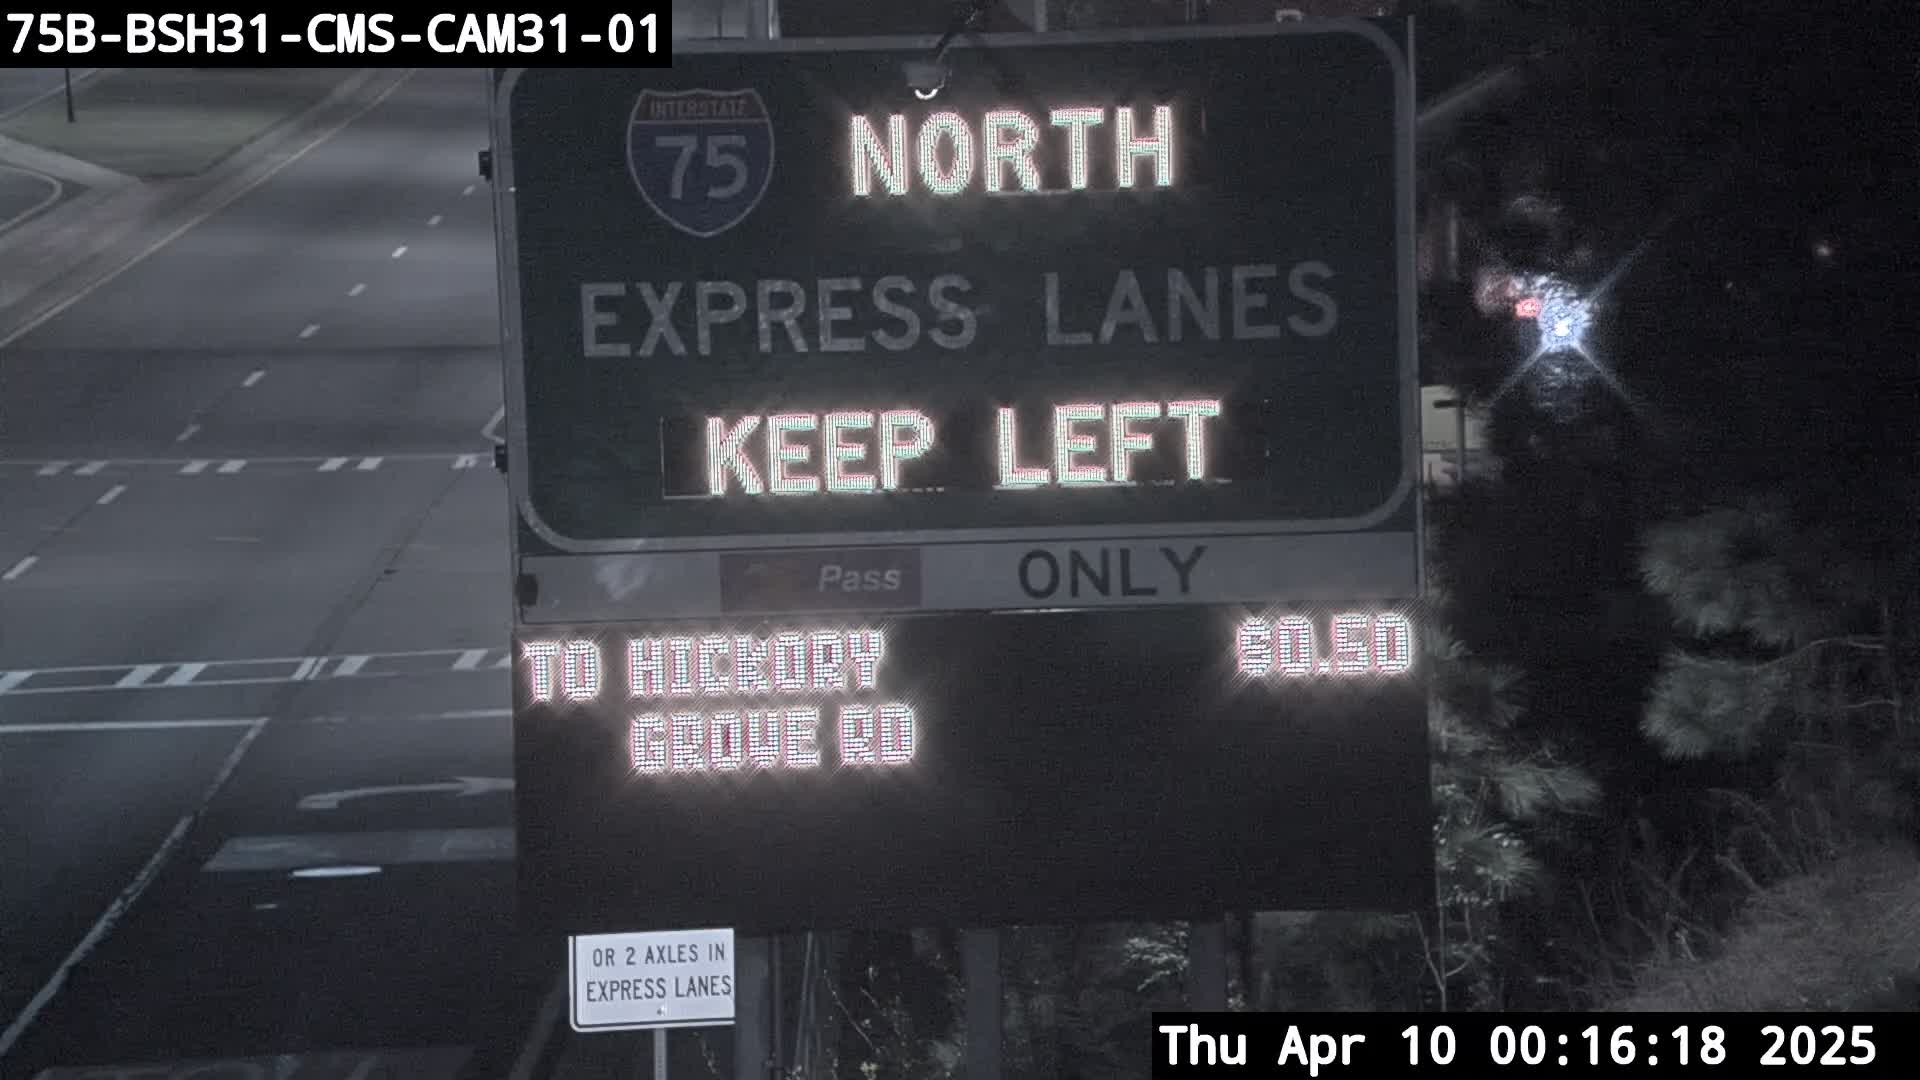 75B-BSH31-CMS-CAM31-01
INTERSTATE
75
NORTH
EXPRESS LANES
KEEP LEFT
Pass ONLY
TO HICKORY $0.50
GROVE RD
OR 2 AXLES IN
EXPRESS LANES
Thu Apr 10 00:16:18 2025